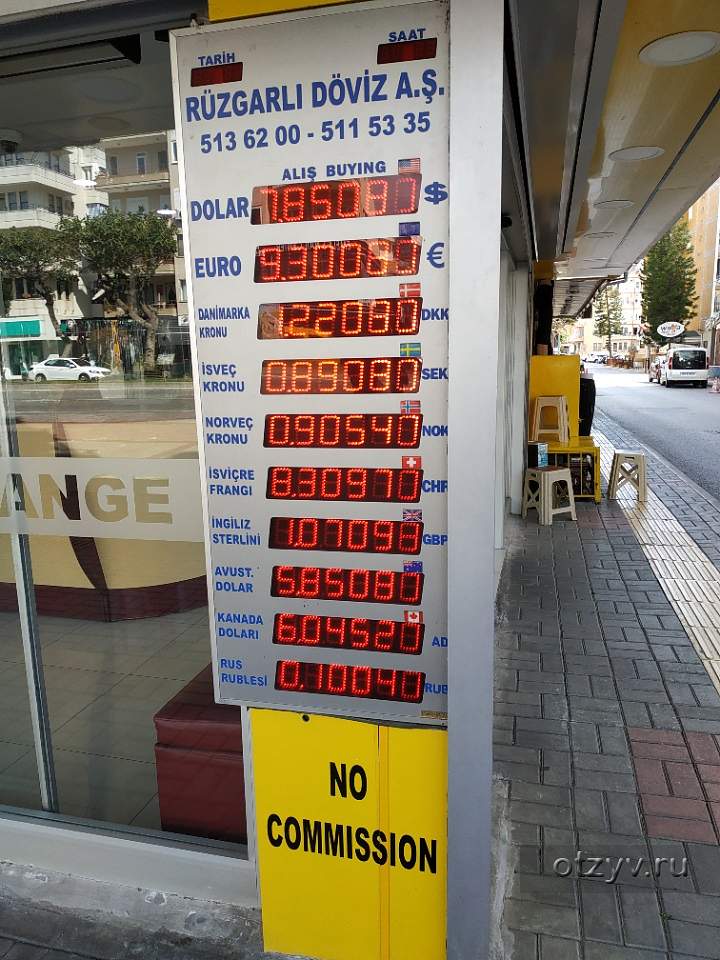 TARİH
SAAT
RÜZGARLI DÖVİZ A.Ş.
513 62 00 - 511 53 35
ALIŞ BUYING
DOLAR $
EURO €
DANİMARKA
KRONU 1.22080 DKK
İSVEÇ
KRONU 0.89080 SEK
NORVEÇ
KRONU 0.90540 NOK
İSVİÇRE
FRANGI 8.30970 CHF
İNGİLİZ
STERLİNİ GBP
AVUST.
DOLAR 5.85080
KANADA
DOLARI 6.04520 AD
RUS
RUBLESİ 0.10040 RUB
ANGE
NO
COMMISSION
otzyv.ru